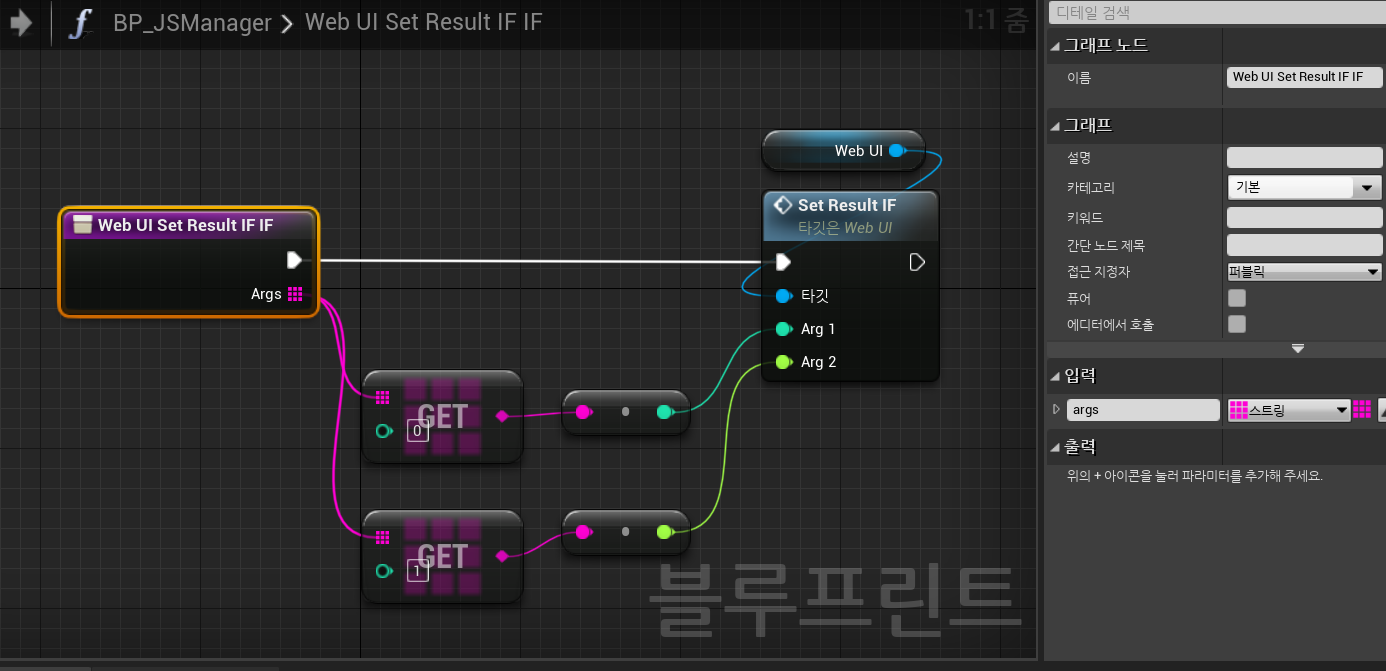 f BP_JSManager > Web UI Set Result IF IF
1:1 줌
Web UI
Set Result IF
타깃은 Web UI
타깃
Arg 1
Arg 2
Web UI Set Result IF IF
Args
GET
0
GET
1
블루프린트
디테일 검색
그래프 노드
이름 Web UI Set Result IF IF
그래프
설명
카테고리 기본
키워드
간단 노드 제목
접근 지정자 퍼블릭
퓨어
에디터에서 호출
입력
args 스트링
출력
위의 + 아이콘을 눌러 파라미터를 추가해 주세요.